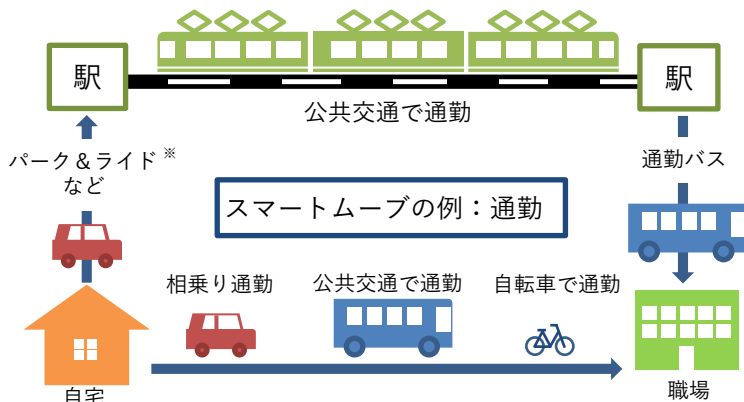 駅
駅
公共交通で通勤
パーク&ライド※
など
通勤バス
スマートムーブの例：通勤
相乗り通勤
公共交通で通勤
自転車で通勤
自宅
職場